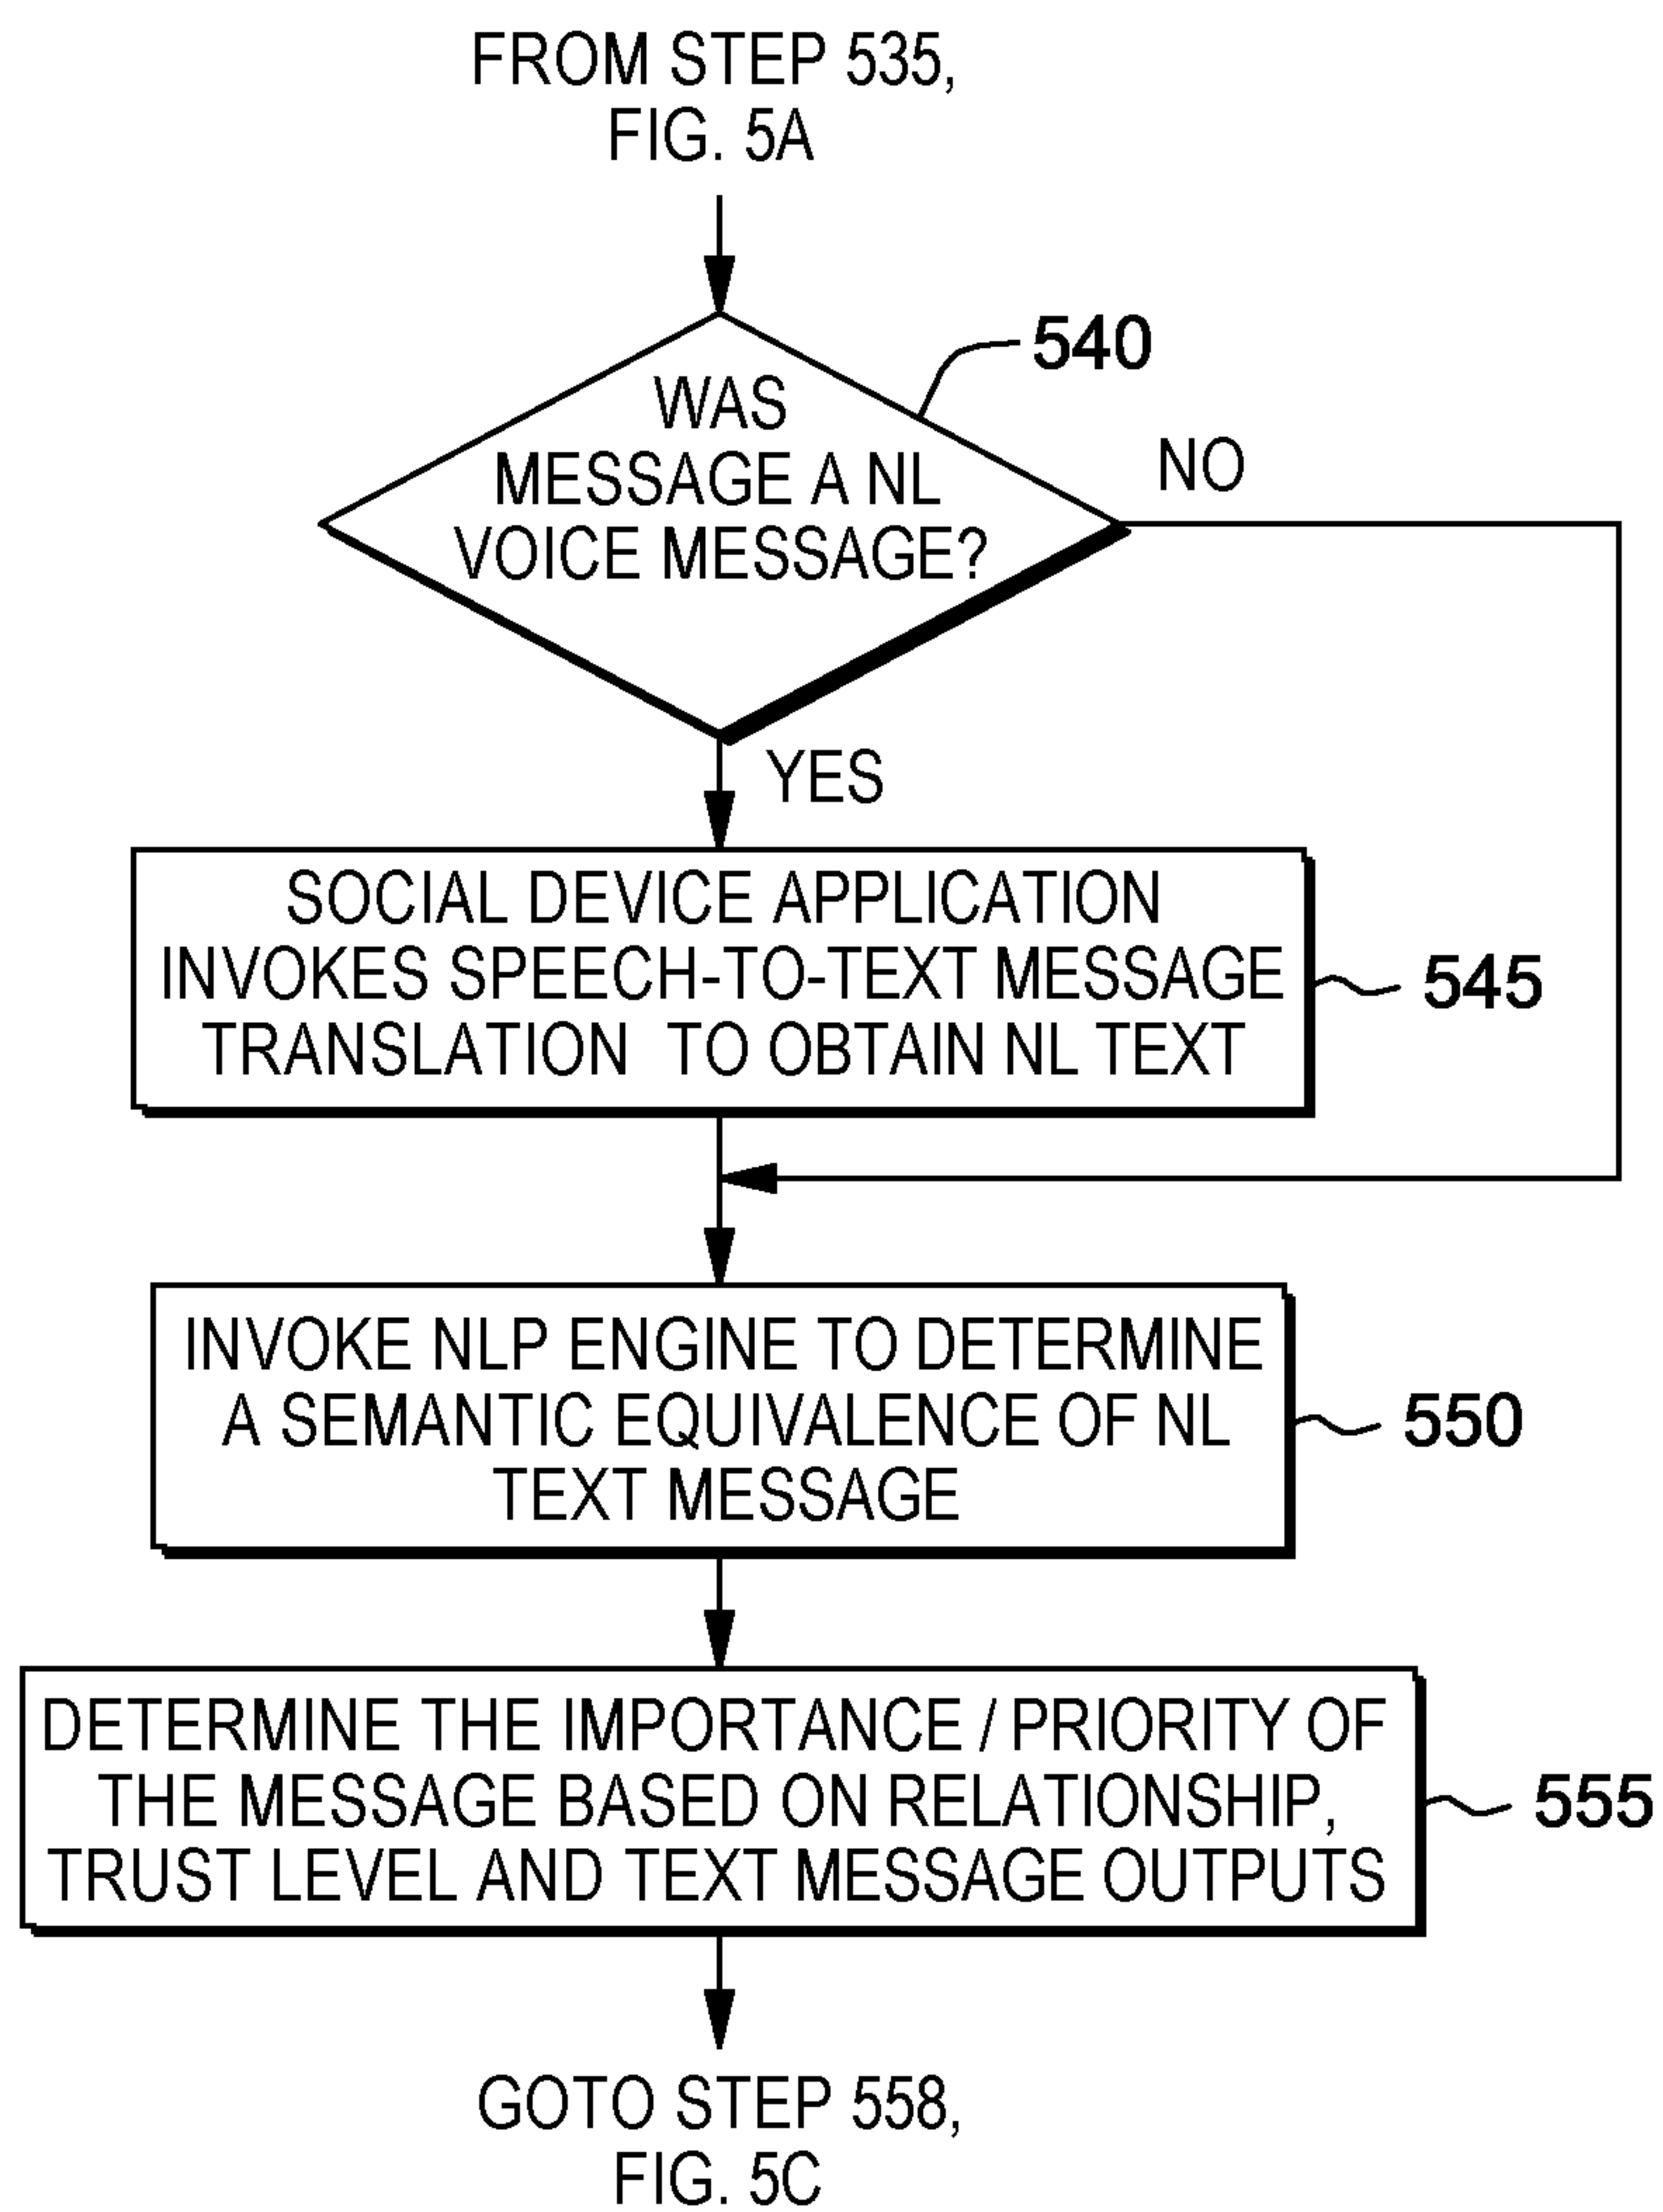 FROM STEP 535,
FIG. 5A
540
WAS
MESSAGE A NL
VOICE MESSAGE?
NO
YES
SOCIAL DEVICE APPLICATION
INVOKES SPEECH-TO-TEXT MESSAGE
TRANSLATION TO OBTAIN NL TEXT
545
INVOKE NLP ENGINE TO DETERMINE
A SEMANTIC EQUIVALENCE OF NL
TEXT MESSAGE
550
DETERMINE THE IMPORTANCE / PRIORITY OF
THE MESSAGE BASED ON RELATIONSHIP,
TRUST LEVEL AND TEXT MESSAGE OUTPUTS
555
GOTO STEP 558,
FIG. 5C